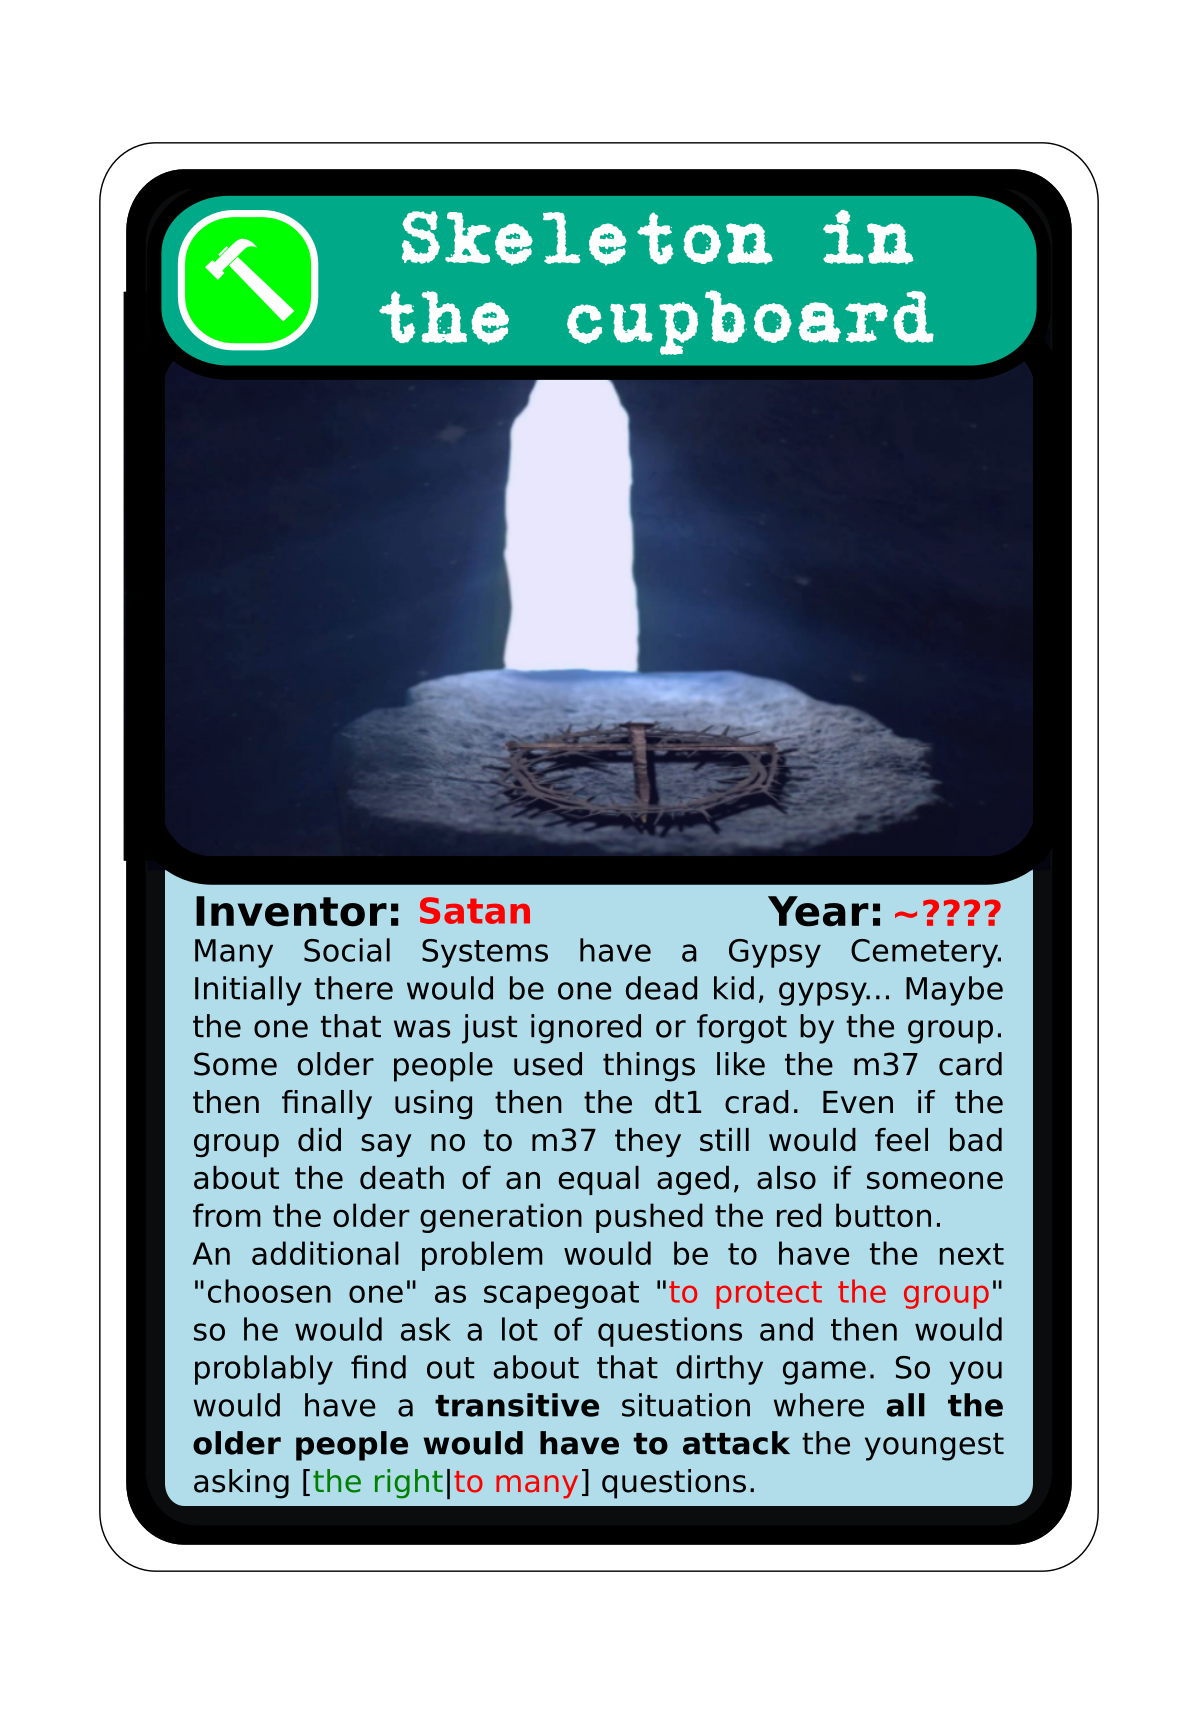 Skeleton in
the cupboard
Inventor: Satan Year: ~????
Many Social Systems have a Gypsy Cemetery.
Initially there would be one dead kid, gypsy... Maybe
the one that was just ignored or forgot by the group.
Some older people used things like the m37 card
then finally using then the dt1 crad. Even if the
group did say no to m37 they still would feel bad
about the death of an equal aged, also if someone
from the older generation pushed the red button.
An additional problem would be to have the next
"choosen one" as scapegoat "to protect the group"
so he would ask a lot of questions and then would
problably find out about that dirthy game. So you
would have a transitive situation where all the
older people would have to attack the youngest
asking [the right|to many] questions.